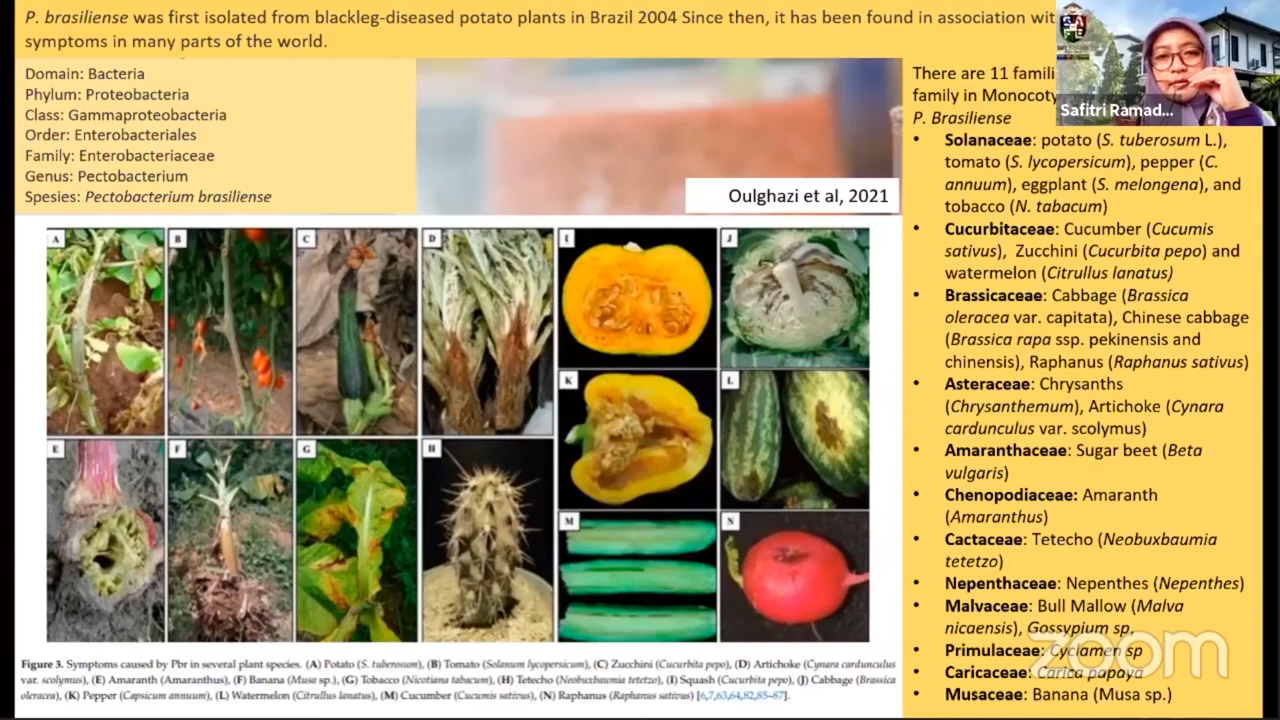 P. brasiliense was first isolated from blackleg-diseased potato plants in Brazil 2004 Since then, it has been found in association wit
symptoms in many parts of the world.
Domain: Bacteria
Phylum: Proteobacteria
Class: Gammaproteobacteria
Order: Enterobacteriales
Family: Enterobacteriaceae
Genus: Pectobacterium
Spesies: Pectobacterium brasiliense
Oulghazi et al, 2021
A
B
C
D
E
F
G
H
I
J
K
L
M
N
Figure 3. Symptoms caused by Pbr in several plant species. (A) Potato (S. tuberosum), (B) Tomato (Solanum lycopersicum), (C) Zucchini (Cucurbita pepo), (D) Artichoke (Cynara cardunculus
var. scolymus), (E) Amaranth (Amaranthus), (F) Banana (Musa sp.), (G) Tobacco (Nicotiana tabacum), (H) Tetecho (Neobuxbaumia tetetzo), (I) Squash (Cucurbita pepo), (J) Cabbage (Brassica
oleracea), (K) Pepper (Capsicum annuum), (L) Watermelon (Citrullus lanatus), (M) Cucumber (Cucumis sativus), (N) Raphanus (Raphanus sativus) [6,7,63,64,82,85–87].
There are 11 famili
family in Monocoty
P. Brasiliense
• Solanaceae: potato (S. tuberosum L.),
tomato (S. lycopersicum), pepper (C.
annuum), eggplant (S. melongena), and
tobacco (N. tabacum)
• Cucurbitaceae: Cucumber (Cucumis
sativus), Zucchini (Cucurbita pepo) and
watermelon (Citrullus lanatus)
• Brassicaceae: Cabbage (Brassica
oleracea var. capitata), Chinese cabbage
(Brassica rapa ssp. pekinensis and
chinensis), Raphanus (Raphanus sativus)
• Asteraceae: Chrysanths
(Chrysanthemum), Artichoke (Cynara
cardunculus var. scolymus)
• Amaranthaceae: Sugar beet (Beta
vulgaris)
• Chenopodiaceae: Amaranth
(Amaranthus)
• Cactaceae: Tetecho (Neobuxbaumia
tetetzo)
• Nepenthaceae: Nepenthes (Nepenthes)
• Malvaceae: Bull Mallow (Malva
nicaensis), Gossypium sp.
• Primulaceae: Cyclamen sp
• Caricaceae: Carica papaya
• Musaceae: Banana (Musa sp.)
SAFE
Safitri Ramad...
zoom